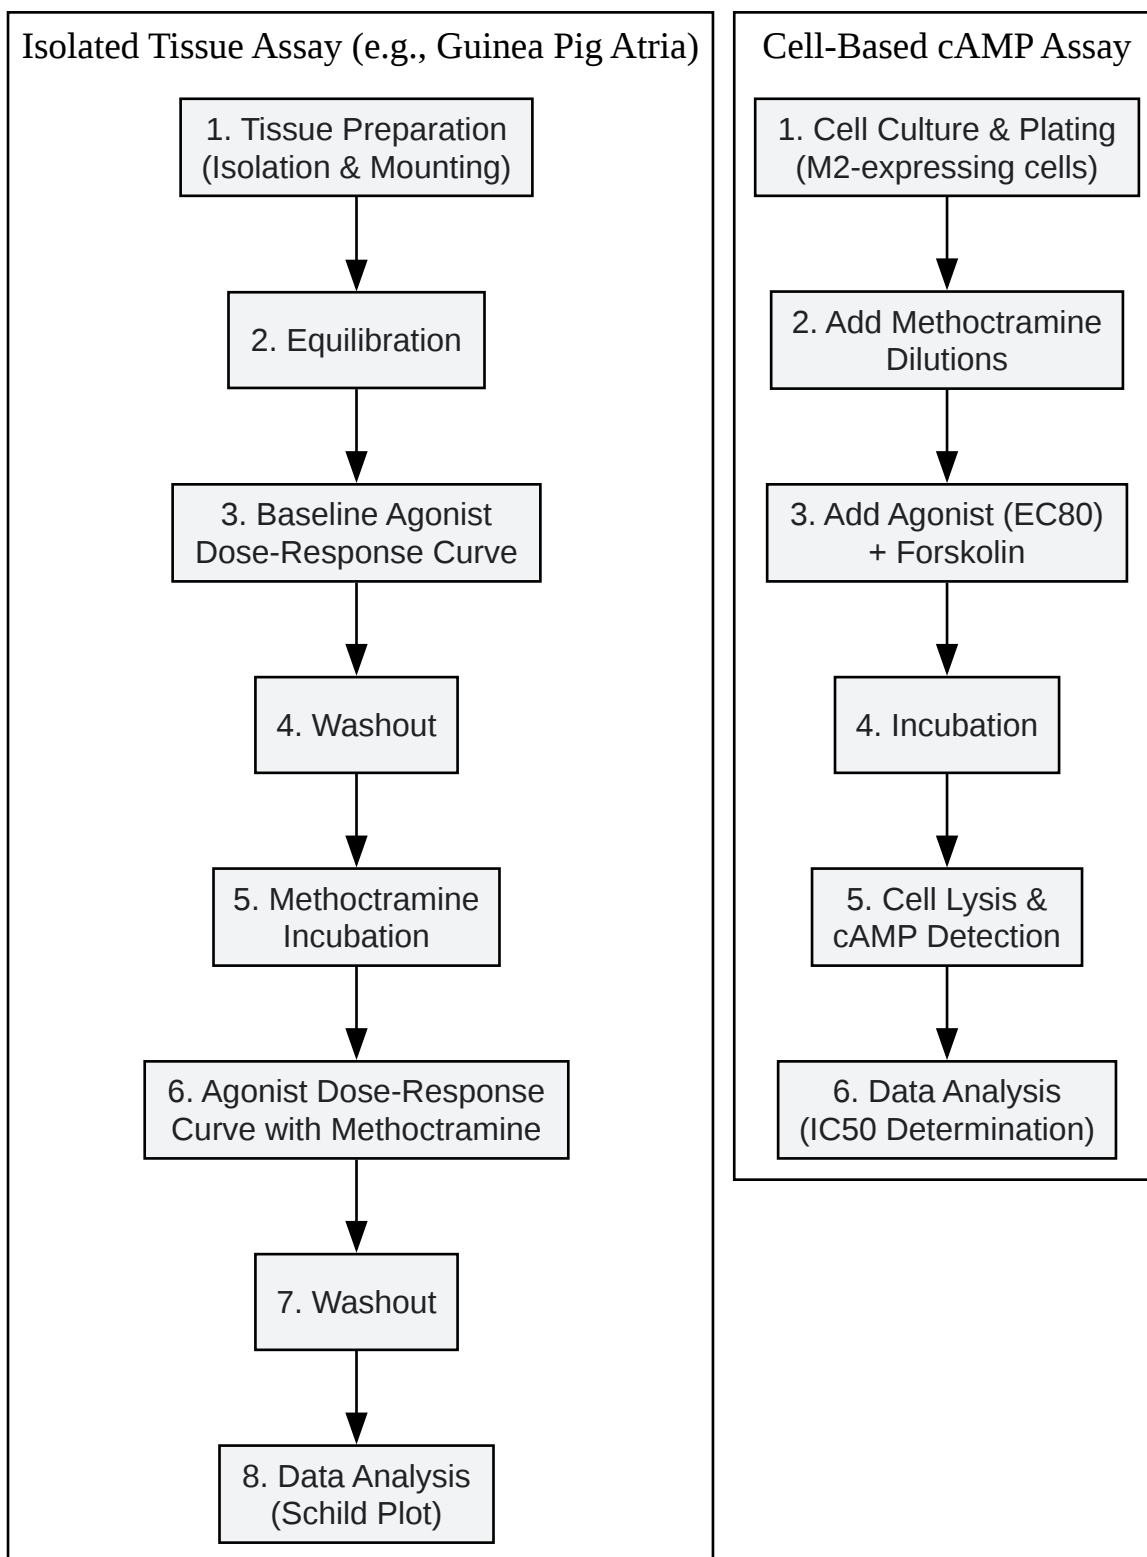 Isolated Tissue Assay (e.g., Guinea Pig Atria)
1. Tissue Preparation
(Isolation & Mounting)
2. Equilibration
3. Baseline Agonist
Dose-Response Curve
4. Washout
5. Methoctramine
Incubation
6. Agonist Dose-Response
Curve with Methoctramine
7. Washout
8. Data Analysis
(Schild Plot)
Cell-Based cAMP Assay
1. Cell Culture & Plating
(M2-expressing cells)
2. Add Methoctramine
Dilutions
3. Add Agonist (EC80)
+ Forskolin
4. Incubation
5. Cell Lysis &
cAMP Detection
6. Data Analysis
(IC50 Determination)